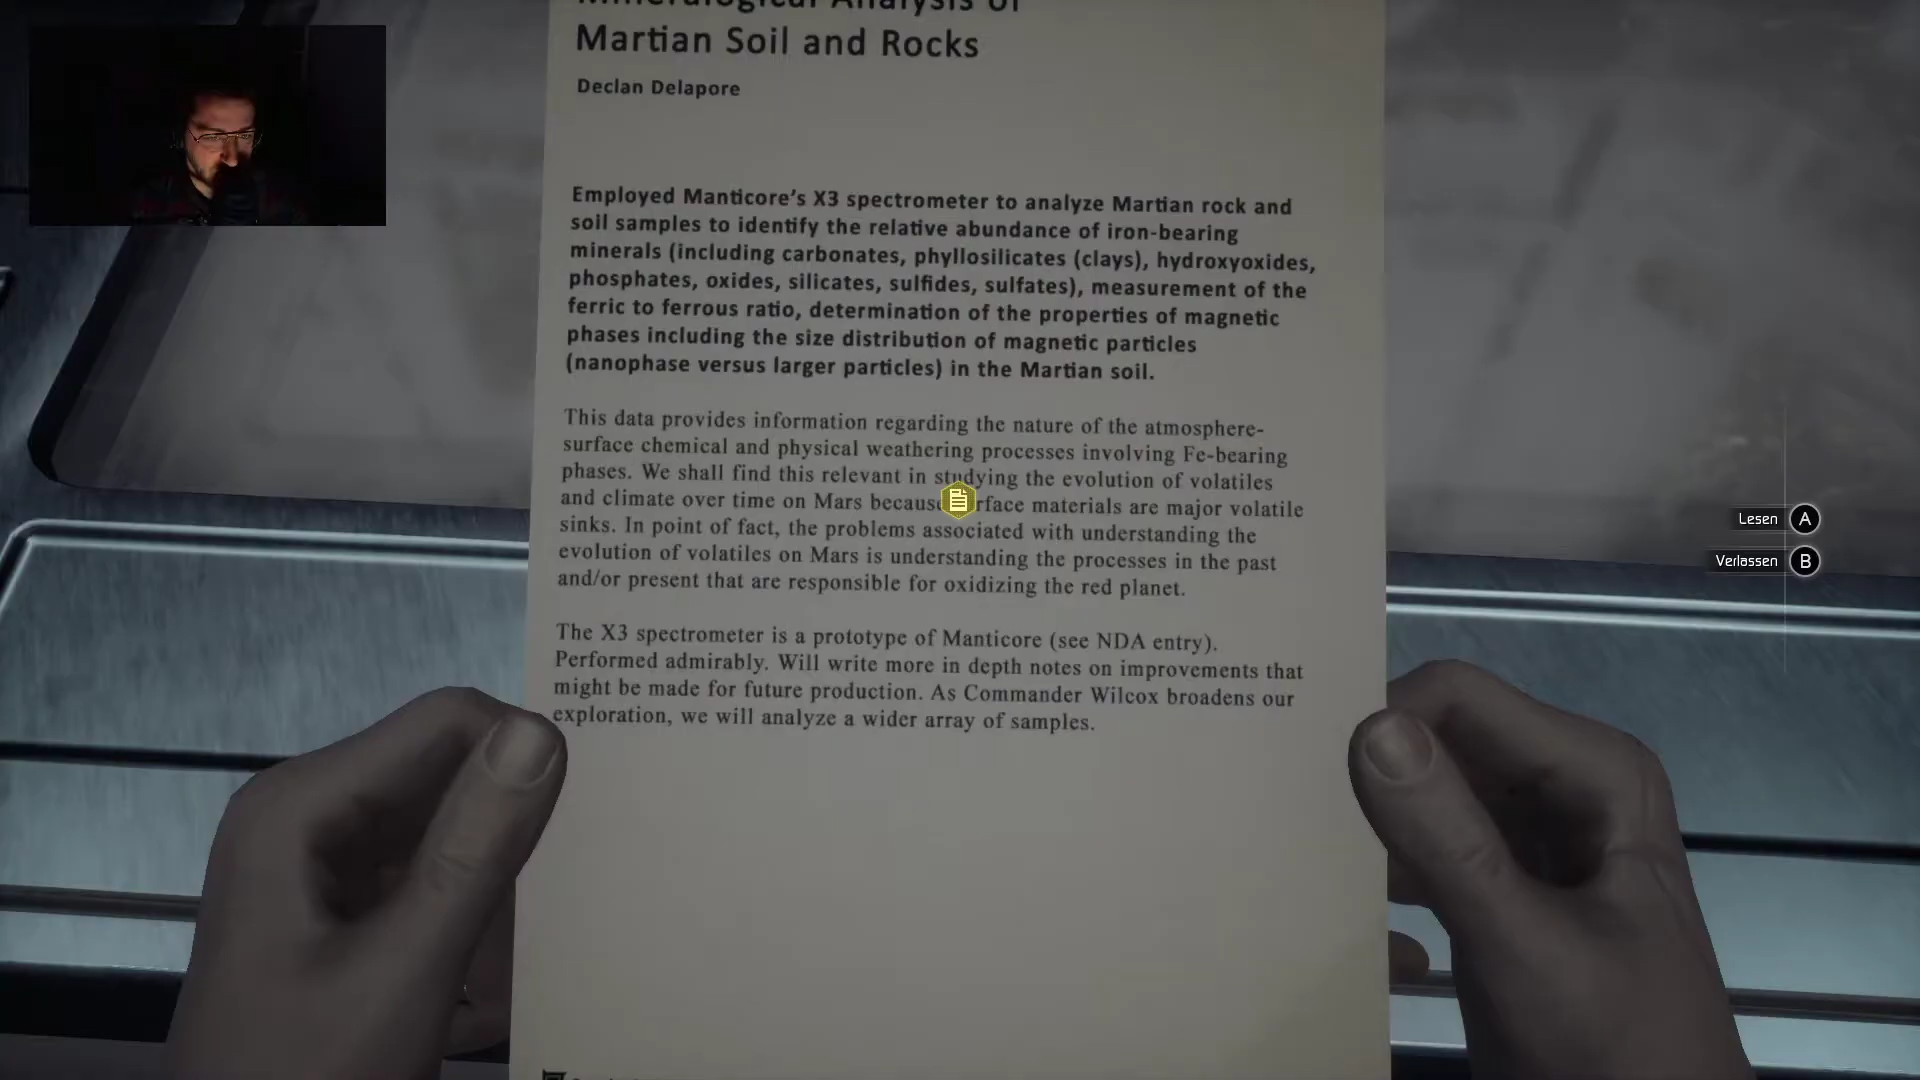 Mineralogical Analysis of
Martian Soil and Rocks
Declan Delapore
Employed Manticore's X3 spectrometer to analyze Martian rock and
soil samples to identify the relative abundance of iron-bearing
minerals (including carbonates, phyllosilicates (clays), hydroxyoxides,
phosphates, oxides, silicates, sulfides, sulfates), measurement of the
ferric to ferrous ratio, determination of the properties of magnetic
phases including the size distribution of magnetic particles
(nanophase versus larger particles) in the Martian soil.
This data provides information regarding the nature of the atmosphere-
surface chemical and physical weathering processes involving Fe-bearing
phases. We shall find this relevant in studying the evolution of volatiles
and climate over time on Mars because rface materials are major volatile
sinks. In point of fact, the problems associated with understanding the
evolution of volatiles on Mars is understanding the processes in the past
and/or present that are responsible for oxidizing the red planet.
The X3 spectrometer is a prototype of Manticore (see NDA entry).
Performed admirably. Will write more in depth notes on improvements that
might be made for future production. As Commander Wilcox broadens our
exploration, we will analyze a wider array of samples.
Lesen A
Verlassen B